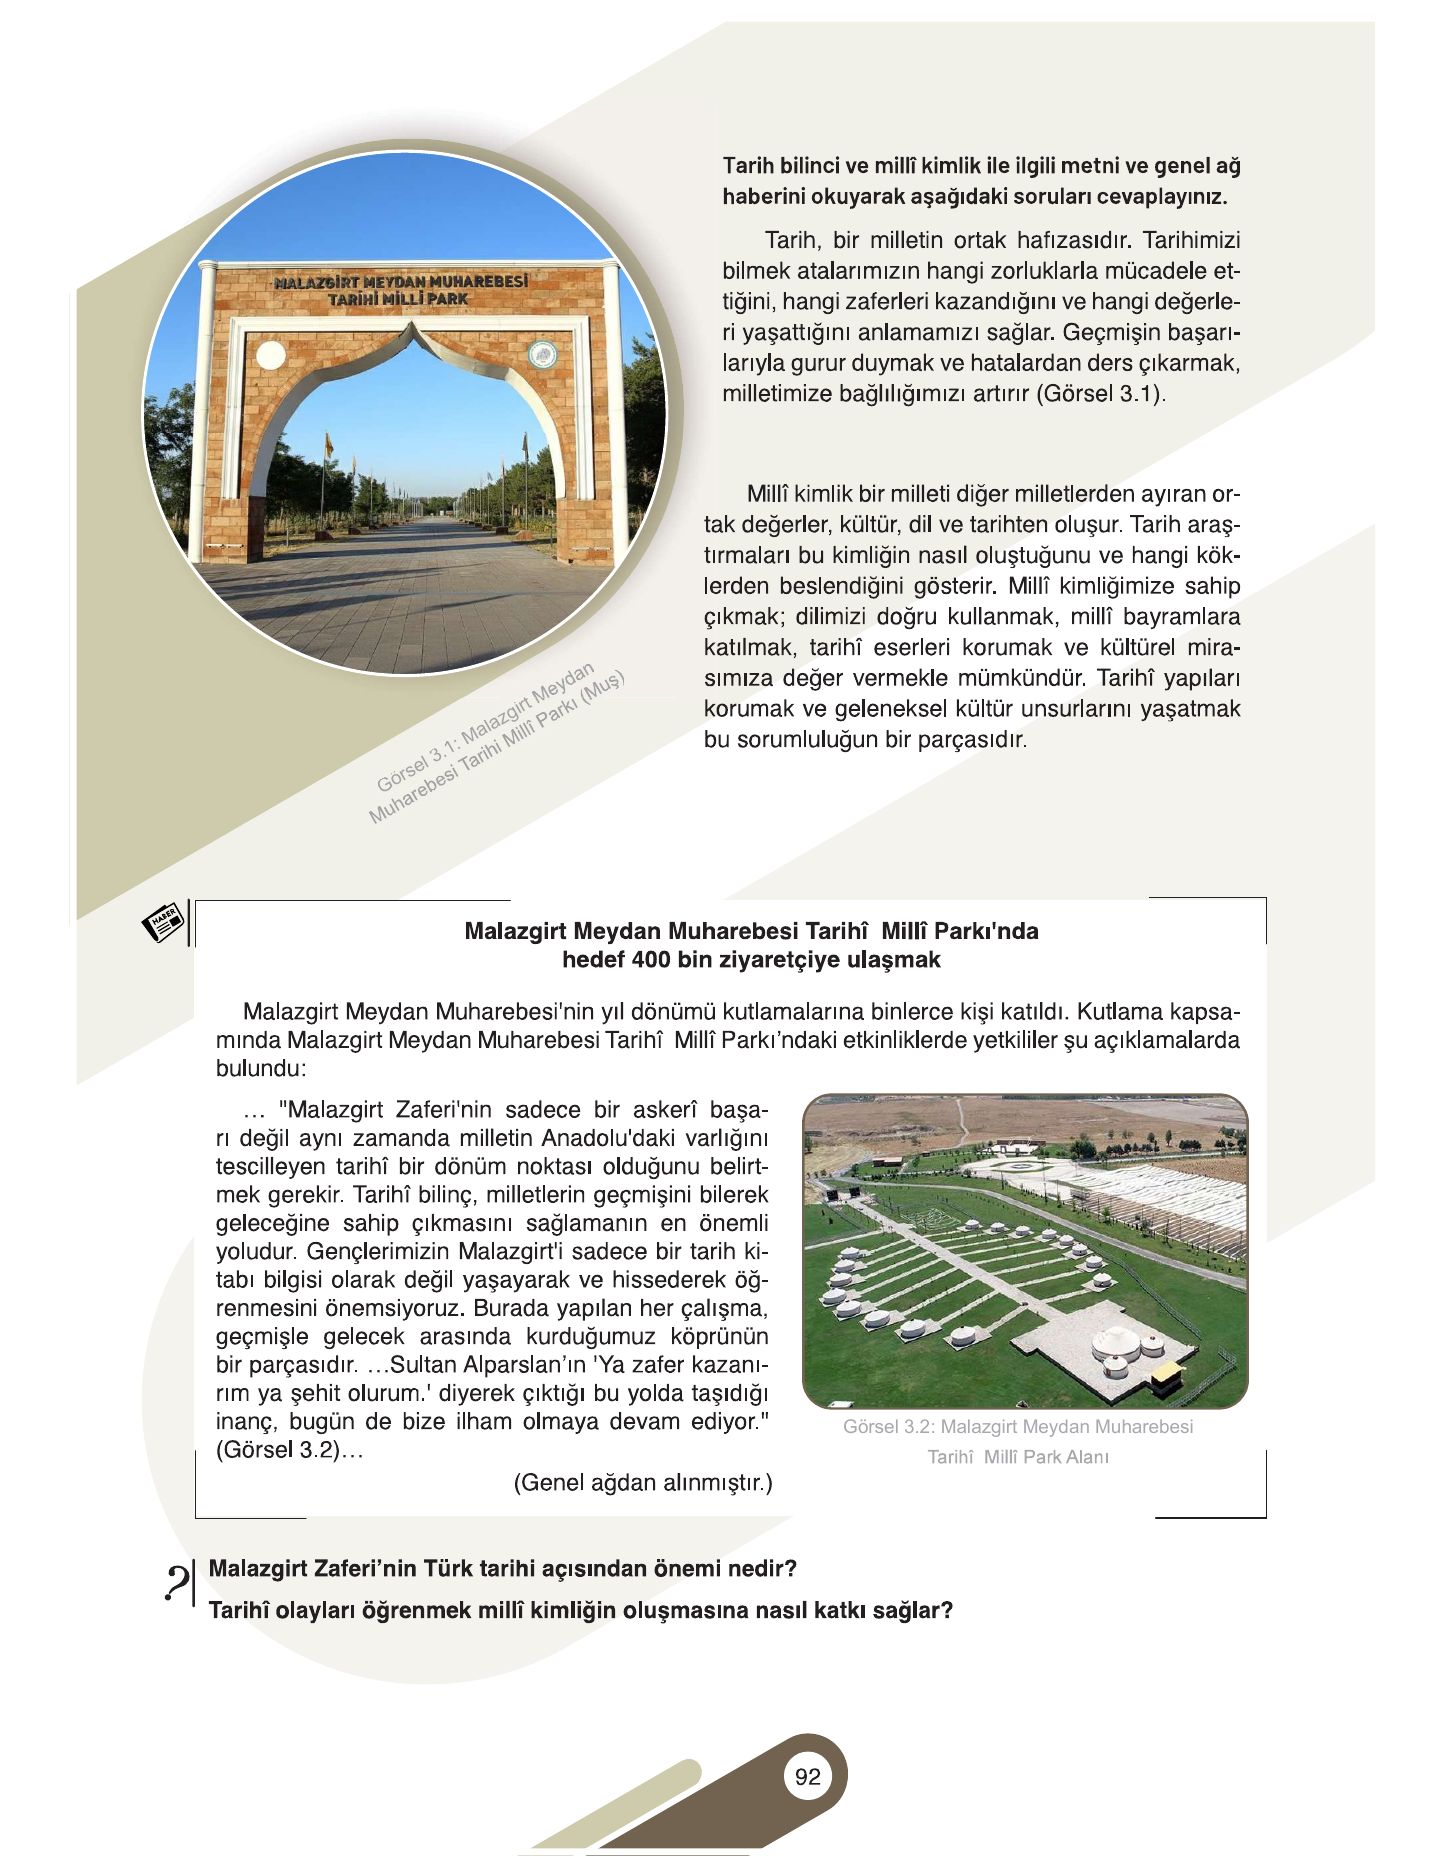 MALAZGİRT MEYDAN MUHAREBESİ
TARİHİ MİLLİ PARK
Tarih bilinci ve millî kimlik ile ilgili metni ve genel ağ
haberini okuyarak aşağıdaki soruları cevaplayınız.
Tarih, bir milletin ortak hafızasıdır. Tarihimizi
bilmek atalarımızın hangi zorluklarla mücadele et-
tiğini, hangi zaferleri kazandığını ve hangi değerle-
ri yaşattığını anlamamızı sağlar. Geçmişin başarı-
larıyla gurur duymak ve hatalardan ders çıkarmak,
milletimize bağlılığımızı artırır (Görsel 3.1).
Millî kimlik bir milleti diğer milletlerden ayıran or-
tak değerler, kültür, dil ve tarihten oluşur. Tarih araş-
tırmaları bu kimliğin nasıl oluştuğunu ve hangi kök-
lerden beslendiğini gösterir. Millî kimliğimize sahip
çıkmak; dilimizi doğru kullanmak, millî bayramlara
katılmak, tarihî eserleri korumak ve kültürel mira-
sımıza değer vermekle mümkündür. Tarihî yapıları
korumak ve geleneksel kültür unsurlarını yaşatmak
bu sorumluluğun bir parçasıdır.
Görsel 3.1: Malazgirt Meydan
Muharebesi Tarihi Millî Parkı (Muş)
HABER
Malazgirt Meydan Muharebesi Tarihî Millî Parkı'nda
hedef 400 bin ziyaretçiye ulaşmak
Malazgirt Meydan Muharebesi'nin yıl dönümü kutlamalarına binlerce kişi katıldı. Kutlama kapsa-
mında Malazgirt Meydan Muharebesi Tarihî Millî Parkı’ndaki etkinliklerde yetkililer şu açıklamalarda
bulundu:
… "Malazgirt Zaferi'nin sadece bir askerî başa-
rı değil aynı zamanda milletin Anadolu'daki varlığını
tescilleyen tarihî bir dönüm noktası olduğunu belirt-
mek gerekir. Tarihî bilinç, milletlerin geçmişini bilerek
geleceğine sahip çıkmasını sağlamanın en önemli
yoludur. Gençlerimizin Malazgirt'i sadece bir tarih ki-
tabı bilgisi olarak değil yaşayarak ve hissederek öğ-
renmesini önemsiyoruz. Burada yapılan her çalışma,
geçmişle gelecek arasında kurduğumuz köprünün
bir parçasıdır. …Sultan Alparslan’ın 'Ya zafer kazanı-
rım ya şehit olurum.' diyerek çıktığı bu yolda taşıdığı
inanç, bugün de bize ilham olmaya devam ediyor."
(Görsel 3.2)…
(Genel ağdan alınmıştır.)
Görsel 3.2: Malazgirt Meydan Muharebesi
Tarihî Millî Park Alanı
? Malazgirt Zaferi’nin Türk tarihi açısından önemi nedir?
Tarihî olayları öğrenmek millî kimliğin oluşmasına nasıl katkı sağlar?
92